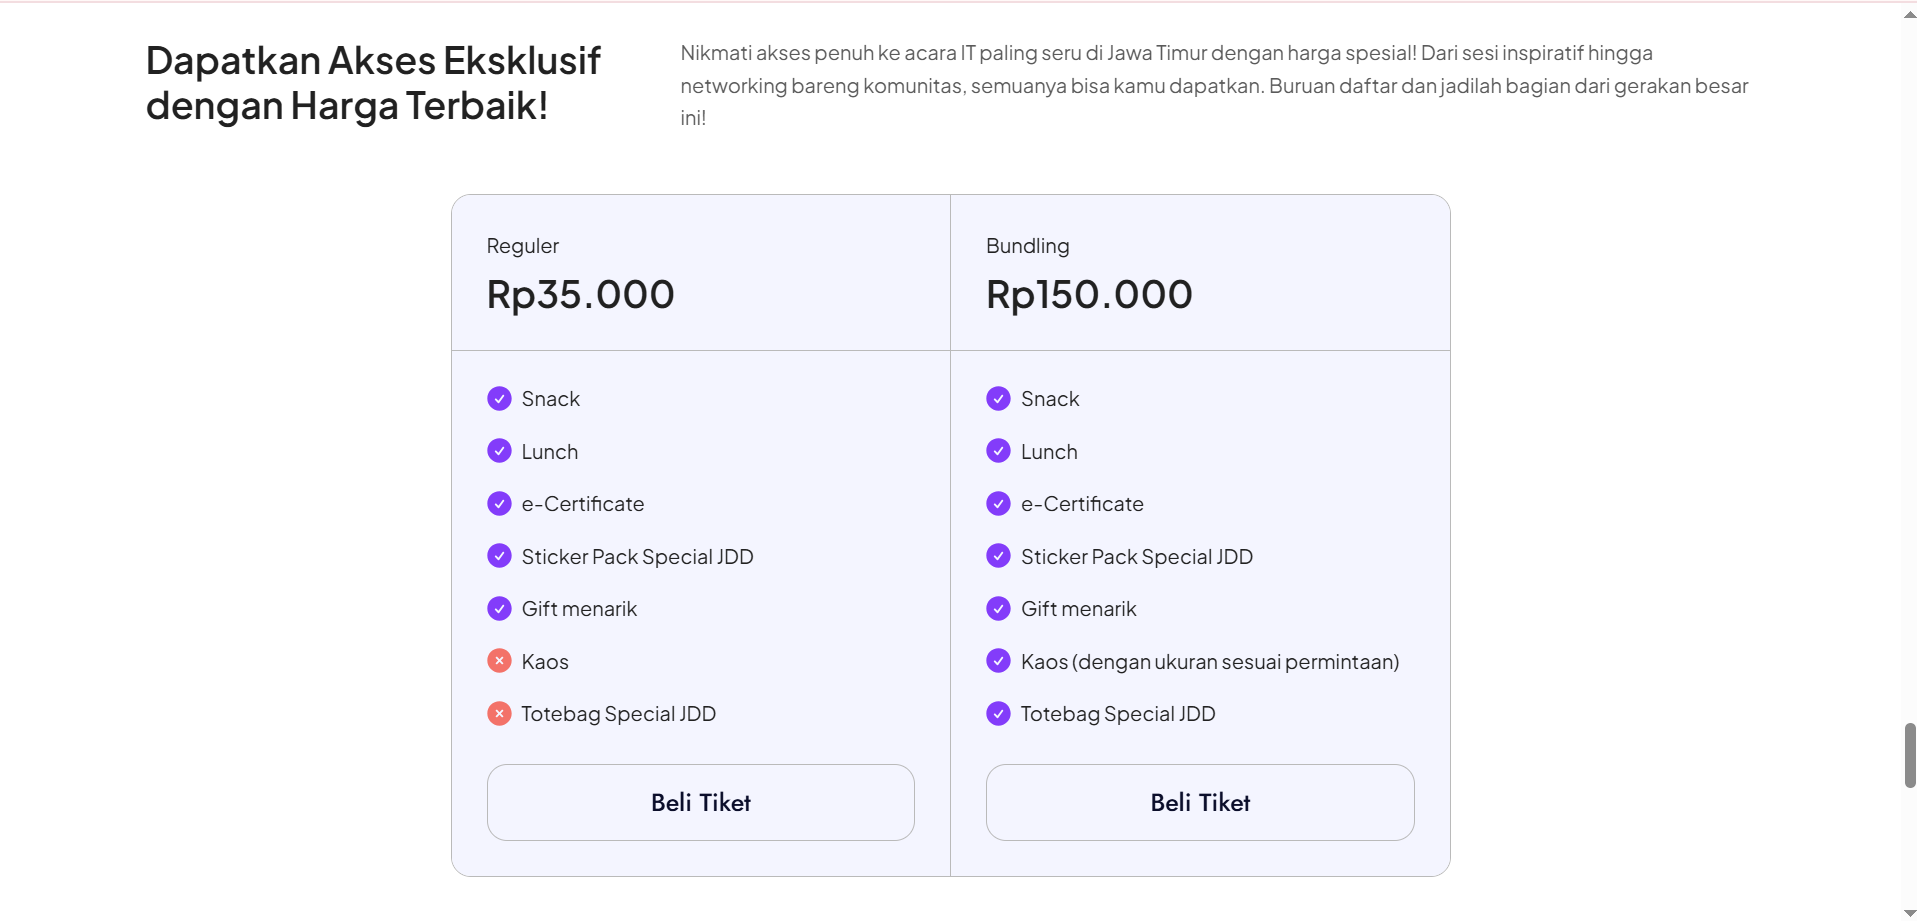 Dapatkan Akses Eksklusif
dengan Harga Terbaik!
Nikmati akses penuh ke acara IT paling seru di Jawa Timur dengan harga spesial! Dari sesi inspiratif hingga
networking bareng komunitas, semuanya bisa kamu dapatkan. Buruan daftar dan jadilah bagian dari gerakan besar
ini!
Reguler
Rp35.000
Snack
Lunch
e-Certificate
Sticker Pack Special JDD
Gift menarik
Kaos
Totebag Special JDD
Beli Tiket
Bundling
Rp150.000
Snack
Lunch
e-Certificate
Sticker Pack Special JDD
Gift menarik
Kaos (dengan ukuran sesuai permintaan)
Totebag Special JDD
Beli Tiket